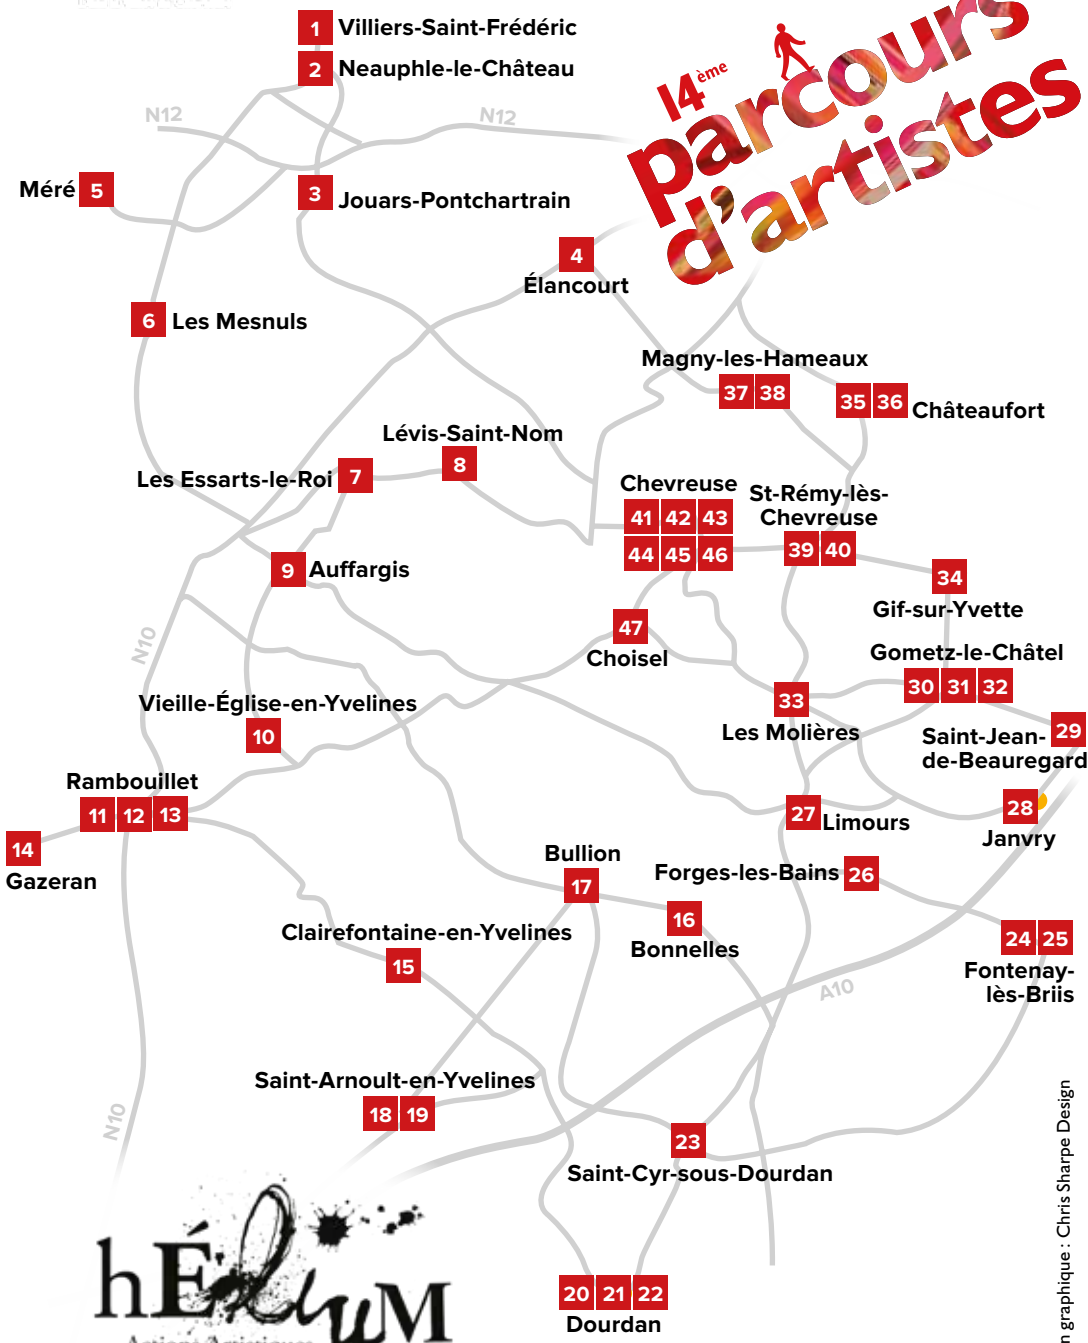 1 Villiers-Saint-Frédéric
2 Neauphle-le-Château
14ème
parcours
d'artistes
N12
N12
Méré 5
3 Jouars-Pontchartrain
4
Élancourt
6 Les Mesnuls
Magny-les-Hameaux
37 38
35 36 Châteaufort
Lévis-Saint-Nom
8
Les Essarts-le-Roi 7
Chevreuse
41 42 43
44 45 46
St-Rémy-lès-
Chevreuse
39 40
9 Auffargis
34
Gif-sur-Yvette
47
Choisel
N10
Gometz-le-Châtel
30 31 32
33
Les Molières
Vieille-Église-en-Yvelines
10
Saint-Jean- 29
de-Beauregard
Rambouillet
11 12 13
14
Gazeran
27 Limours
28
Janvry
Bullion
17
Forges-les-Bains 26
16
Bonnelles
Clairefontaine-en-Yvelines
15
24 25
Fontenay-
lès-Briis
A10
Saint-Arnoult-en-Yvelines
18 19
N10
23
Saint-Cyr-sous-Dourdan
hÉliuM
Actions Artistiques
20 21 22
Dourdan
graphique : Chris Sharpe Design